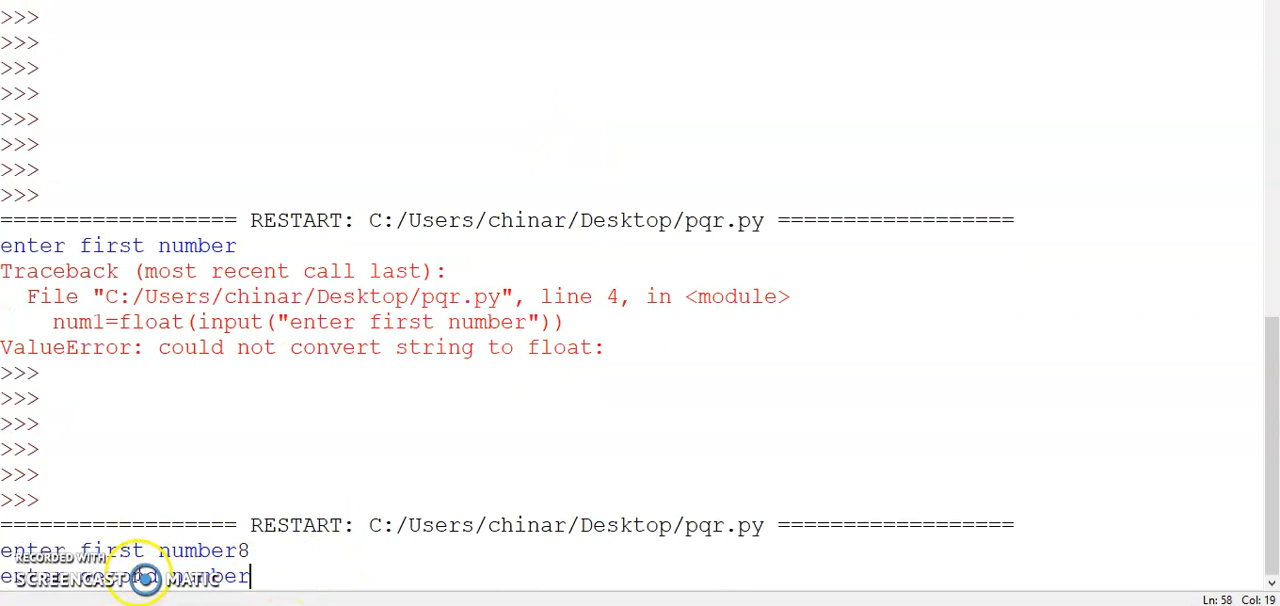 >>>
>>>
>>>
>>>
>>>
>>>
>>>
>>>
================== RESTART: C:/Users/chinar/Desktop/pqr.py ==================
enter first number
Traceback (most recent call last):
  File "C:/Users/chinar/Desktop/pqr.py", line 4, in <module>
    num1=float(input("enter first number"))
ValueError: could not convert string to float:
>>>
>>>
>>>
>>>
>>>
>>>
================== RESTART: C:/Users/chinar/Desktop/pqr.py ==================
enter first number8
RECORDED WITH
enter second number
SCREENCAST MATIC
Ln: 58 Col: 19